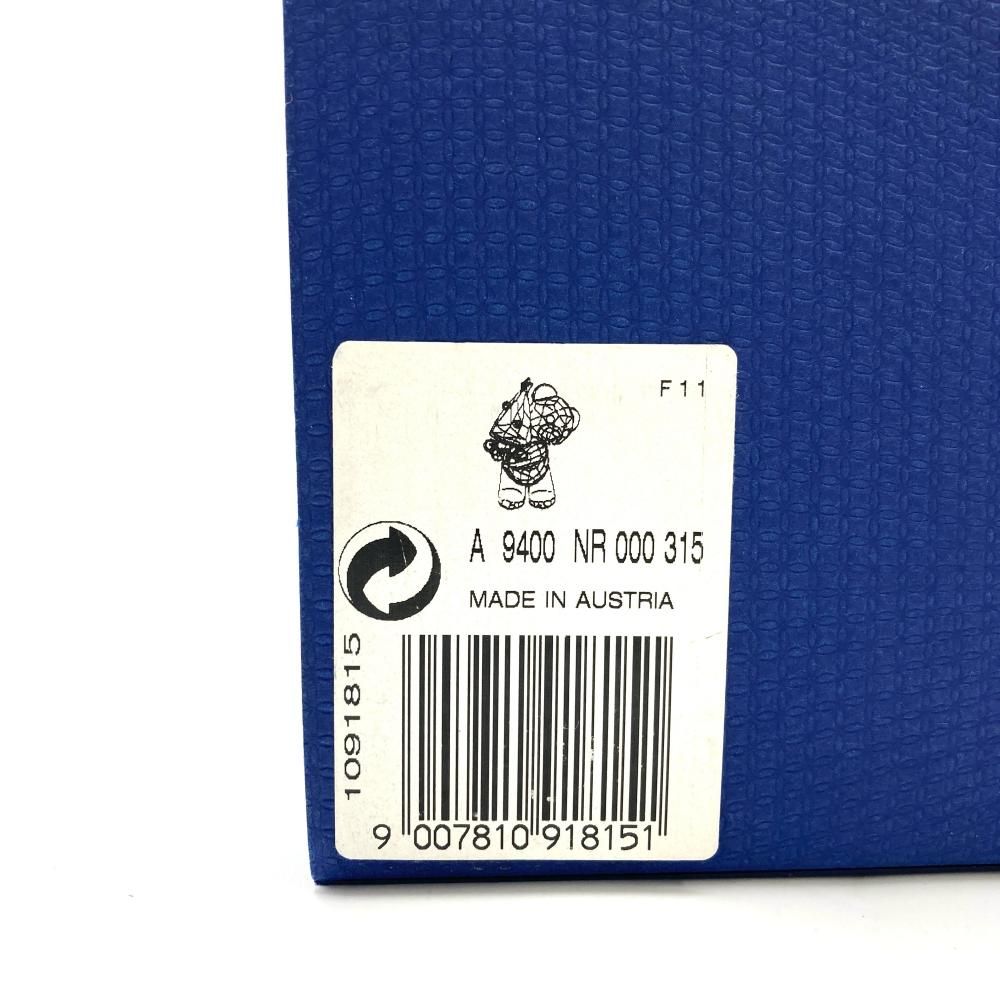 F11
A 9400 NR 000 315
MADE IN AUSTRIA
1091815
9 007810 918151